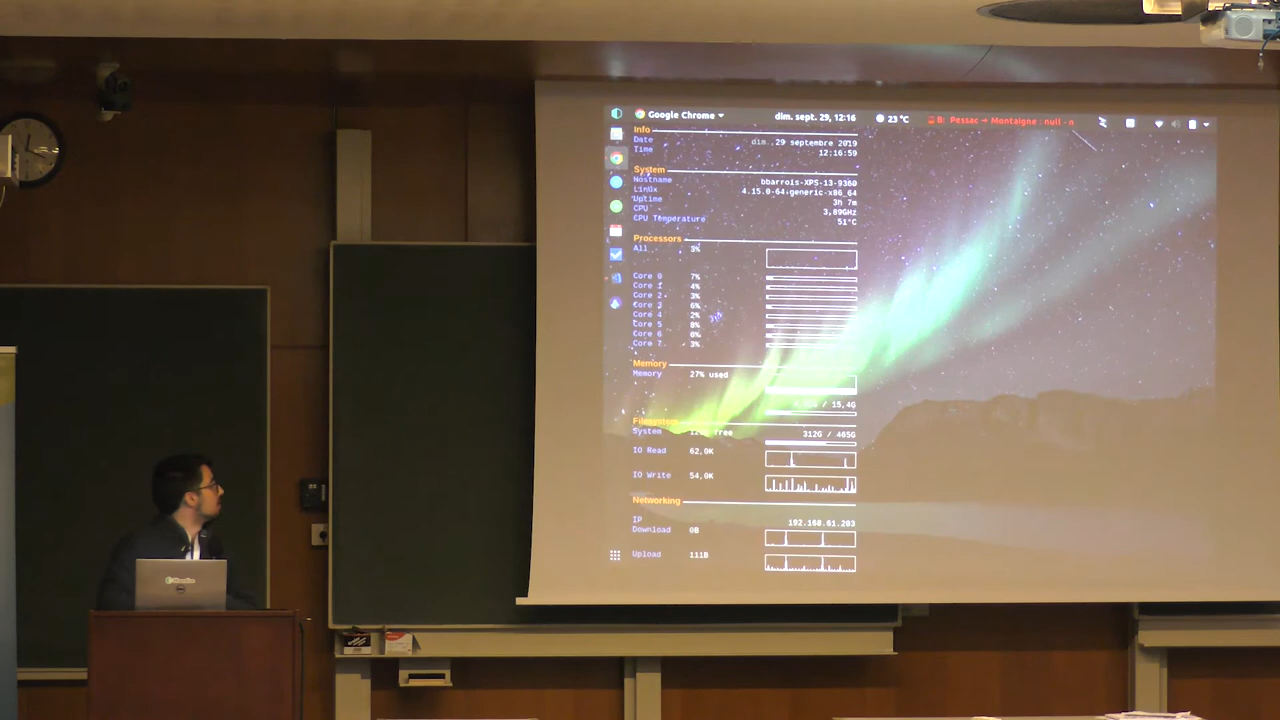 Google Chrome
dim. sept. 29, 12:16
23 °C
B: Pessac → Montaigne : null - n
Info
Date dim. 29 septembre 2019
Time 12:16:59
System
Hostname bbarrois-XPS-13-9360
Linux 4.15.0-64-generic-x86_64
Uptime 3h 7m
CPU 3,89GHz
CPU Temperature 51°C
Processors
All 3%
Core 0 7%
Core 1 4%
Core 2 3%
Core 3 6%
Core 4 2%
Core 5 8%
Core 6 6%
Core 7 3%
Memory
Memory 27% used
/ 15,4G
Filesystem
System free 312G / 465G
IO Read 62,0K
IO Write 54,0K
Networking
IP 192.168.61.203
Download 0B
Upload 111B